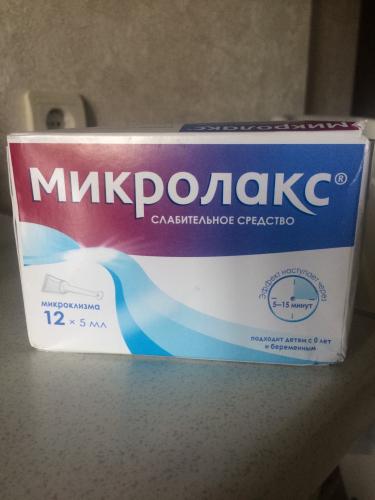 МИКРОЛАКС
МИКРОЛАКС®
СЛАБИТЕЛЬНОЕ СРЕДСТВО
Эффект наступает через
5–15 минут
микроклизма
12 × 5 мл
подходит детям с 0 лет
и беременным